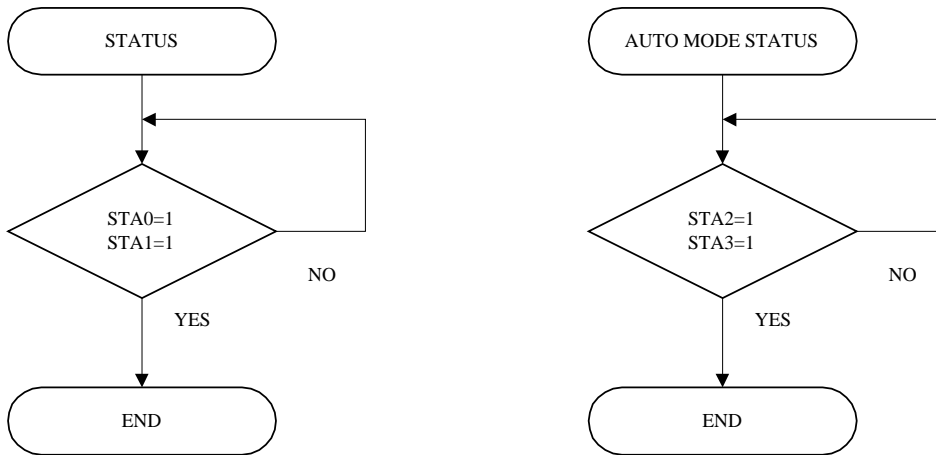 STATUS
STA0=1
STA1=1
NO
YES
END
AUTO MODE STATUS
STA2=1
STA3=1
NO
YES
END